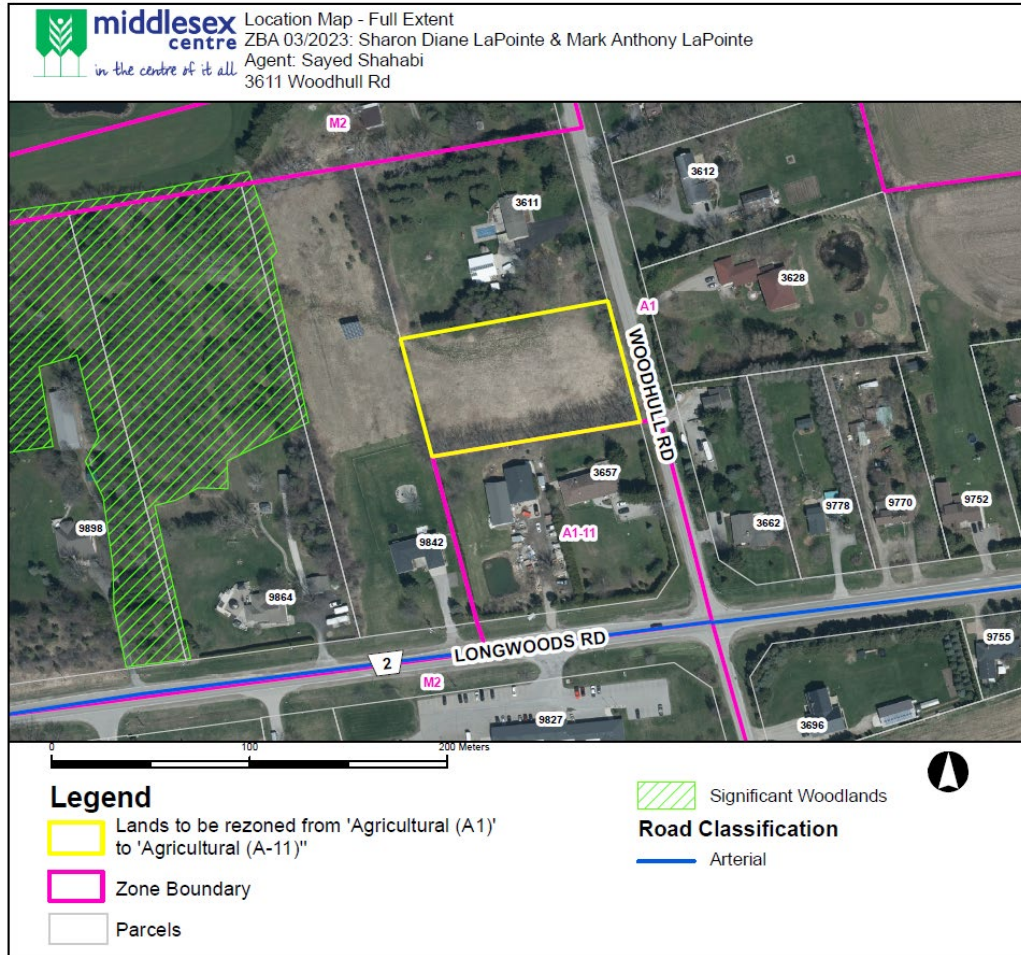 middlesex
centre
in the centre of it all
Location Map - Full Extent
ZBA 03/2023: Sharon Diane LaPointe & Mark Anthony LaPointe
Agent: Sayed Shahabi
3611 Woodhull Rd
M2
3612
3611
3628
A1
WOODHULL RD
3657
9898
9842
A1-11
3662
9778
9770
9752
9864
2
LONGWOODS RD
M2
9755
9827
3696
0 100 200 Meters
Legend
Lands to be rezoned from 'Agricultural (A1)'
to 'Agricultural (A-11)"
Zone Boundary
Parcels
Significant Woodlands
Road Classification
Arterial